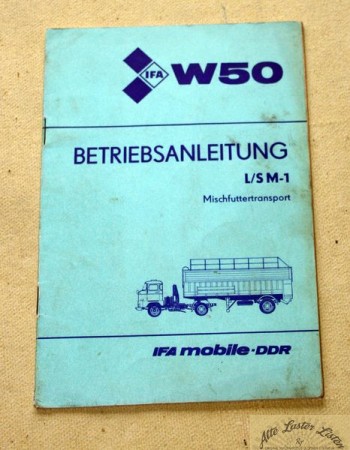 IFA W50
BETRIEBSANLEITUNG
L/S M-1
Mischfuttertransport
IFA mobile·DDR
Alte Laster Listen